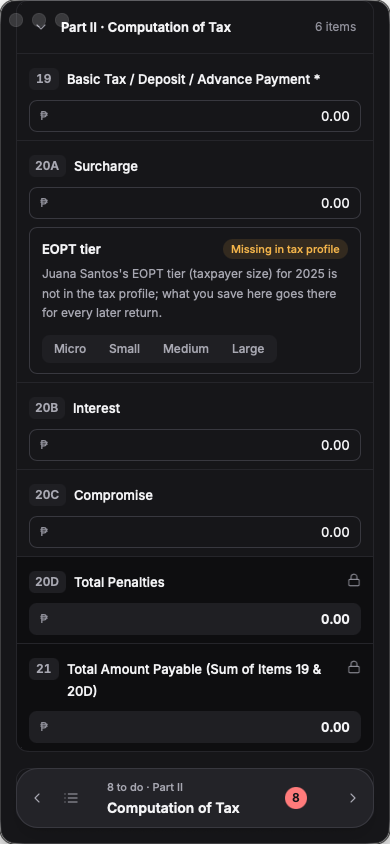 Part II · Computation of Tax
6 items
19 Basic Tax / Deposit / Advance Payment *
₱ 0.00
20A Surcharge
₱ 0.00
EOPT tier
Missing in tax profile
Juana Santos's EOPT tier (taxpayer size) for 2025 is
not in the tax profile; what you save here goes there
for every later return.
Micro Small Medium Large
20B Interest
₱ 0.00
20C Compromise
₱ 0.00
20D Total Penalties
₱ 0.00
21 Total Amount Payable (Sum of Items 19 &
20D)
₱ 0.00
8 to do · Part II
Computation of Tax
8